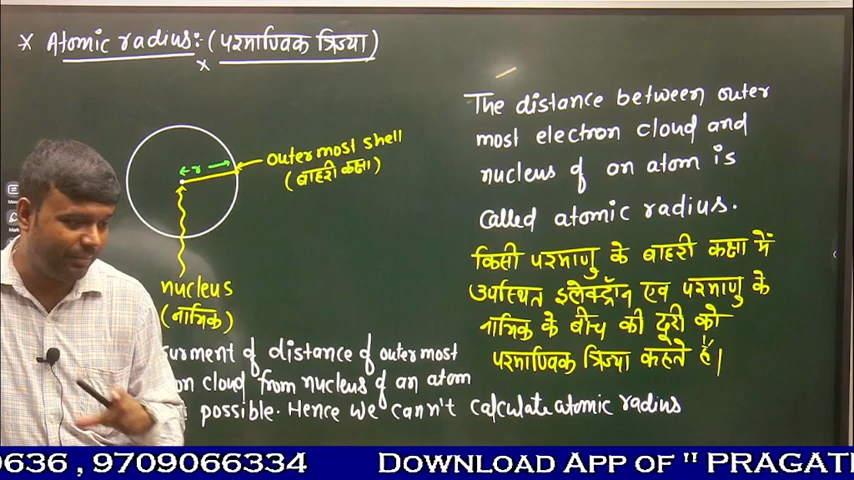 × Atomic radius:- (परमाण्विक त्रिज्या)
×
The distance between outer
most electron cloud and
nucleus of an atom is
called atomic radius.
किसी परमाणु के बाहरी कक्षा में
उपस्थित इलेक्ट्रॉन एवं परमाणु के
नाभिक के बीच की दूरी को
परमाण्विक त्रिज्या कहते हैं।
r
outer most shell
(बाहरी कक्षा)
nucleus
(नाभिक)
urment of distance of outer most
on cloud from nucleus of an atom
possible. Hence we cann't calculate atomic radius
0636 , 9709066334 DOWNLOAD APP OF " PRAGATI